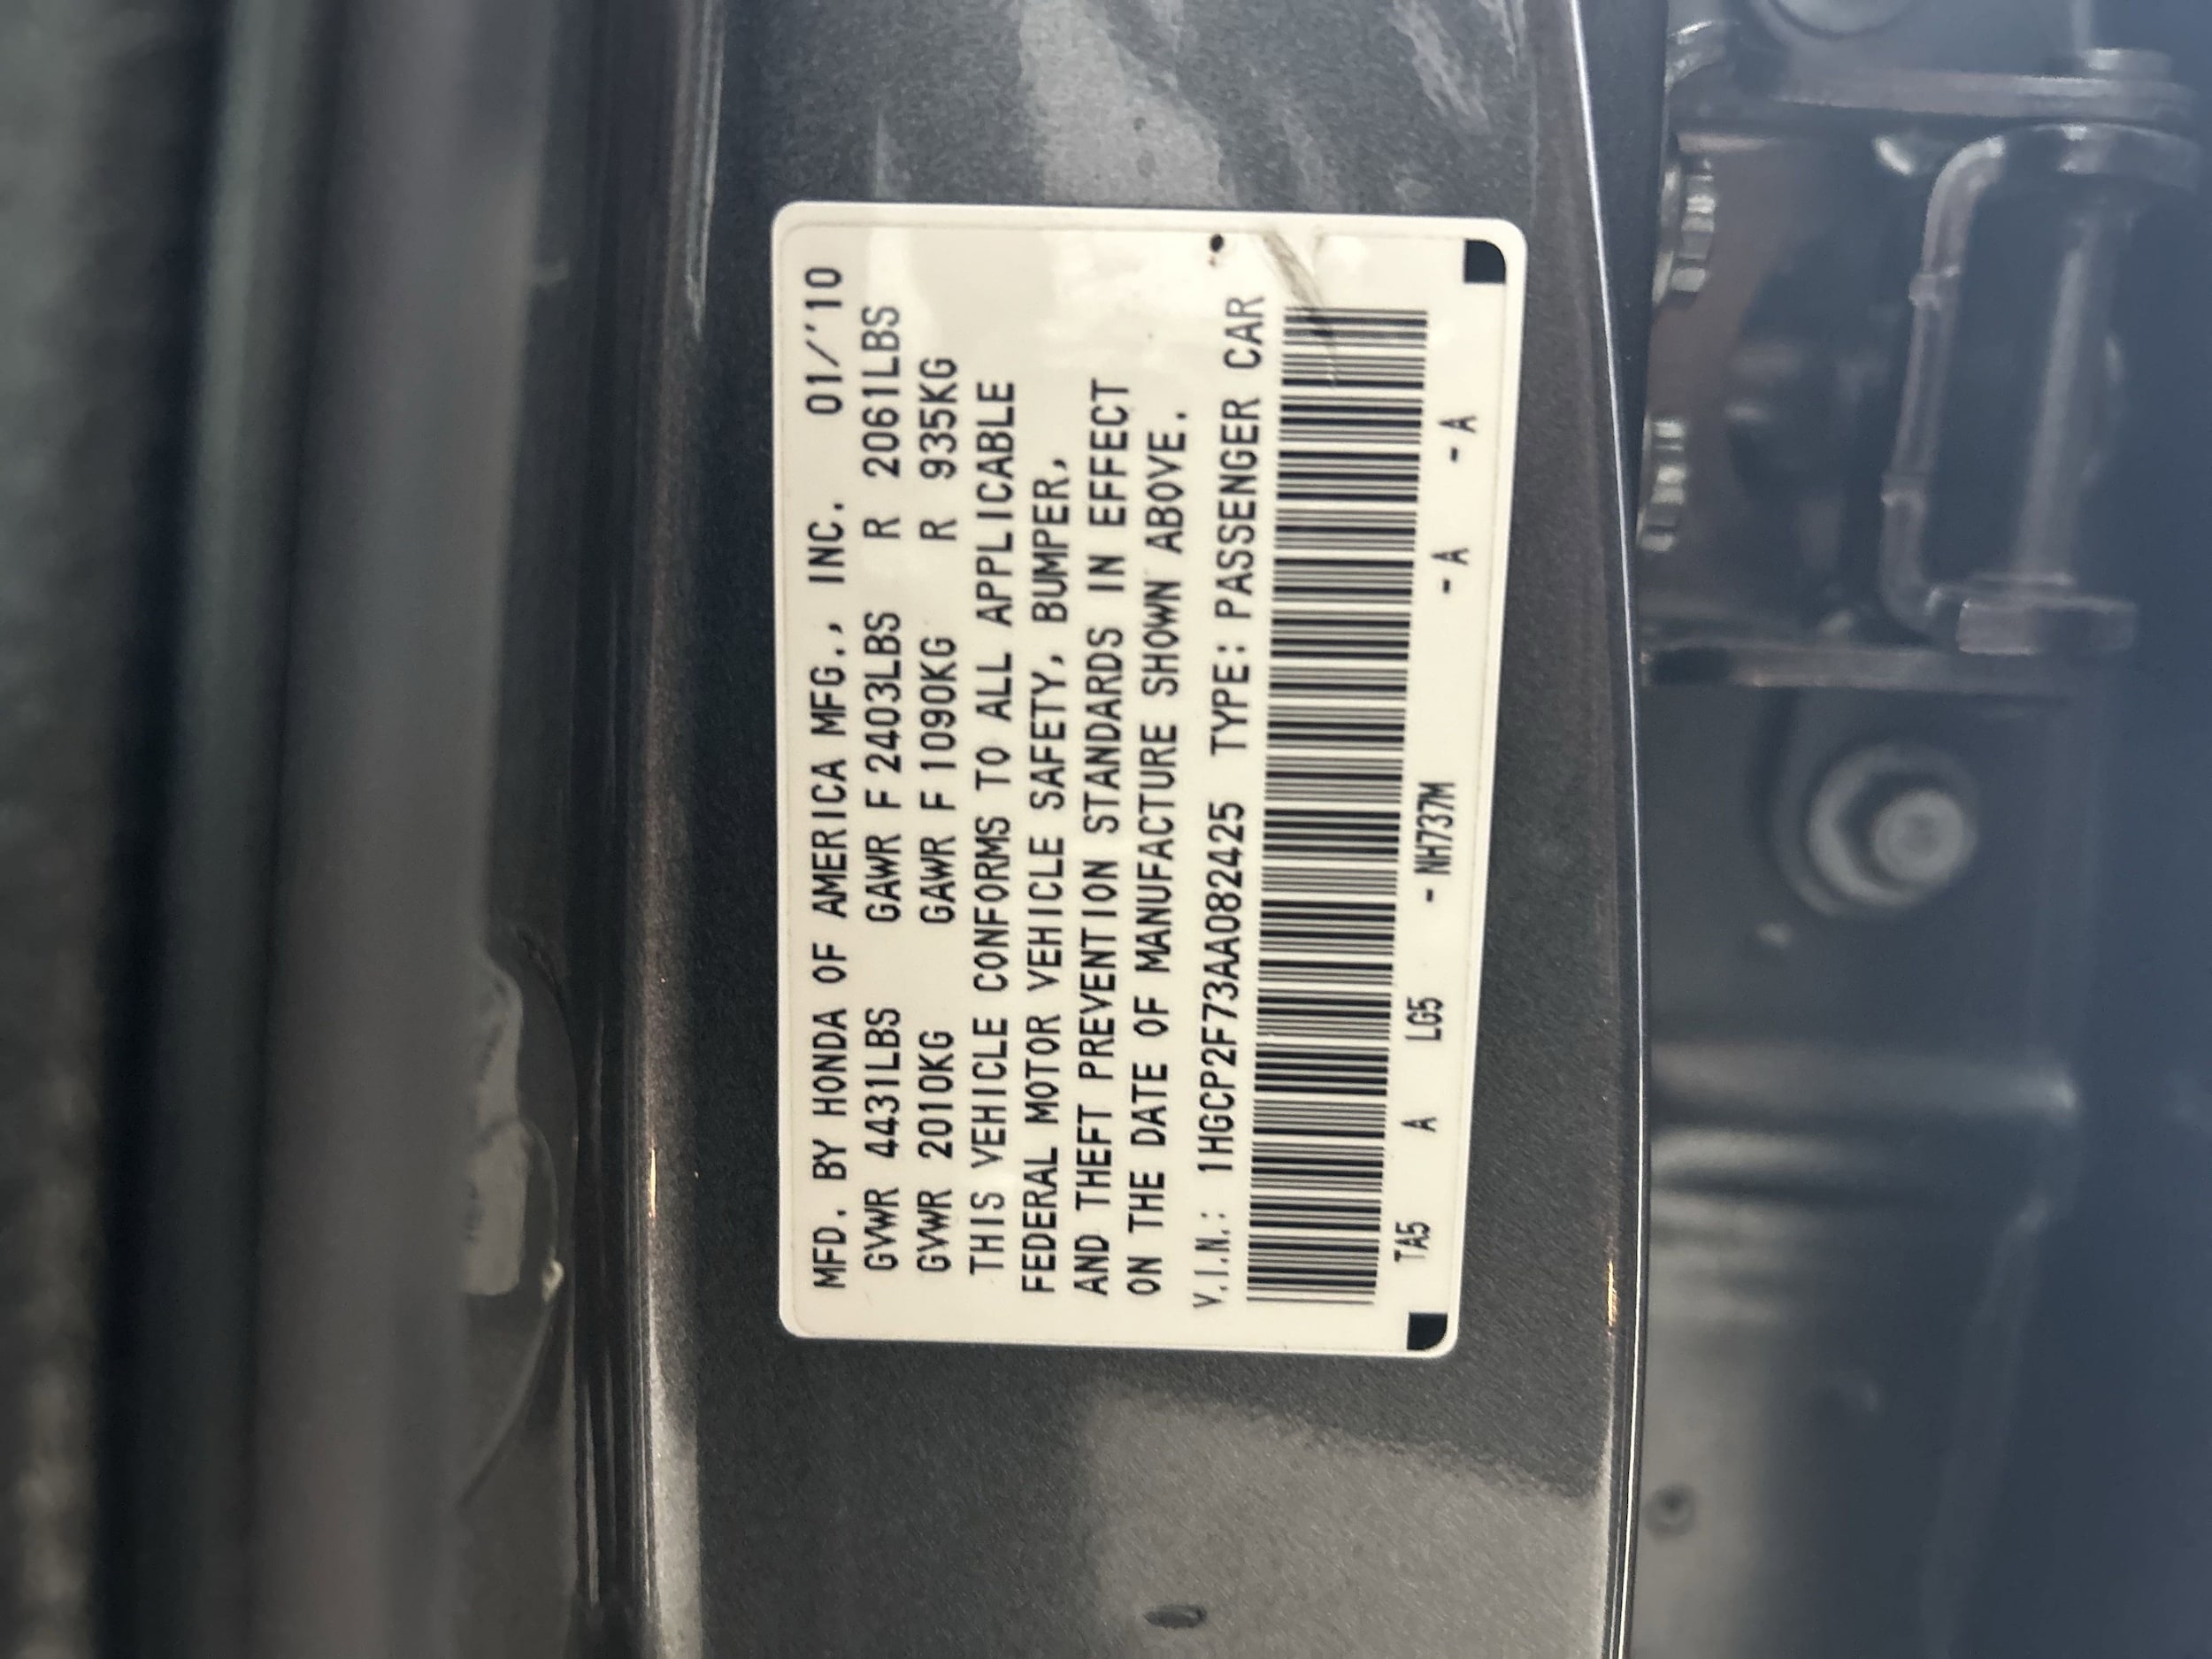 MFD. BY HONDA OF AMERICA MFG., INC. 01/'10
GVWR 4431LBS GAWR F 2403LBS R 2061LBS
GVWR 2010KG GAWR F 1090KG R 935KG
THIS VEHICLE CONFORMS TO ALL APPLICABLE
FEDERAL MOTOR VEHICLE SAFETY, BUMPER,
AND THEFT PREVENTION STANDARDS IN EFFECT
ON THE DATE OF MANUFACTURE SHOWN ABOVE.
V.I.N.: 1HGCP2F73AA082425 TYPE: PASSENGER CAR
TA5 A LG5 - NH737M - A - A